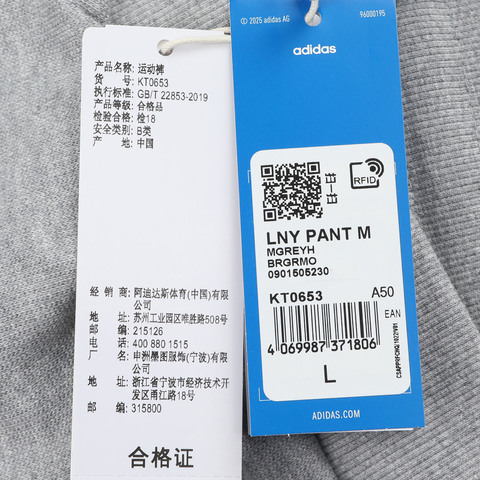 产品名称: 运动裤
货 号: KT0653
执行标准: GB/T 22853-2019
产品等级: 合格品
检验合格: 检18
安全类别: B类
产 地: 中国
经 销 商: 阿迪达斯体育(中国)有限
公司
地 址: 苏州工业园区唯胜路508号
邮 编: 215126
电 话: 400 880 1515
厂 名: 申洲墨图服饰(宁波)有限
公司
地 址: 浙江省宁波市经济技术开
发区甬江路18号
邮 编: 315800
合格证
© 2025 adidas AG
96000195
adidas
RFID
LNY PANT M
MGREYH
BRGRMO
0901505230
KT0653 A50
EAN
4 069987 371806
L
ADIDAS.COM